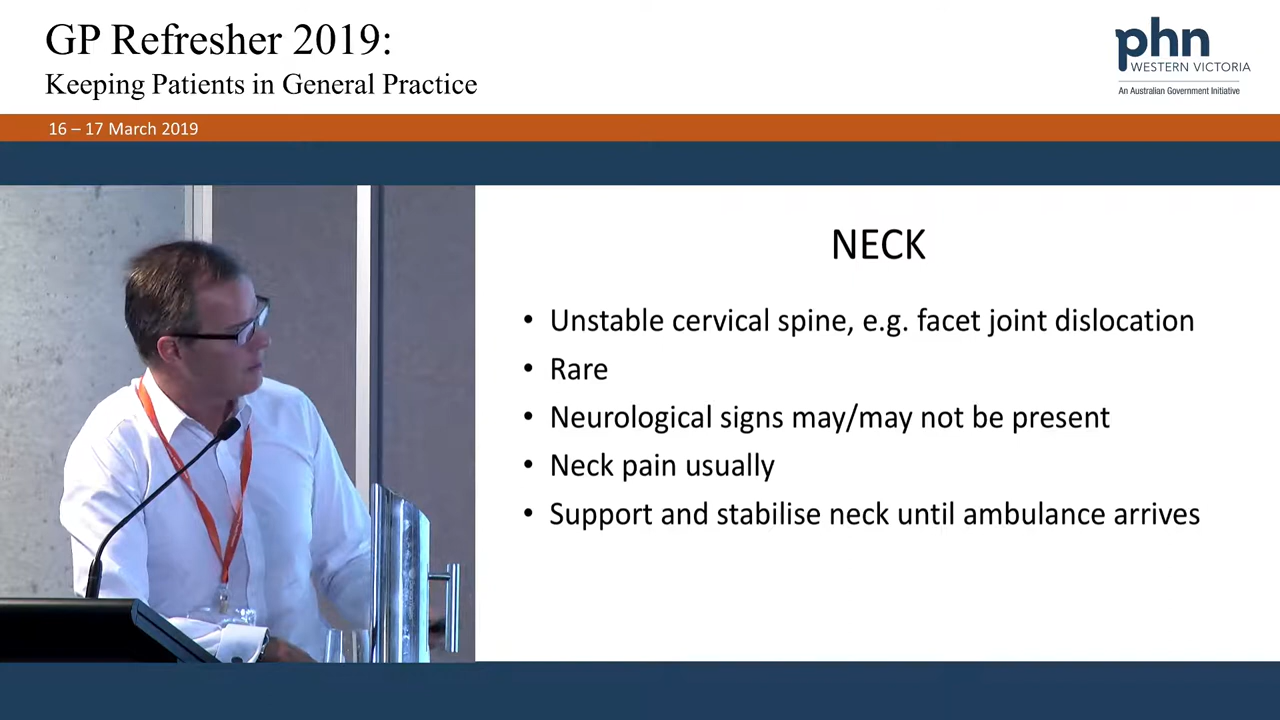 GP Refresher 2019:
Keeping Patients in General Practice
phn
WESTERN VICTORIA
An Australian Government Initiative
16 – 17 March 2019
NECK
• Unstable cervical spine, e.g. facet joint dislocation
• Rare
• Neurological signs may/may not be present
• Neck pain usually
• Support and stabilise neck until ambulance arrives